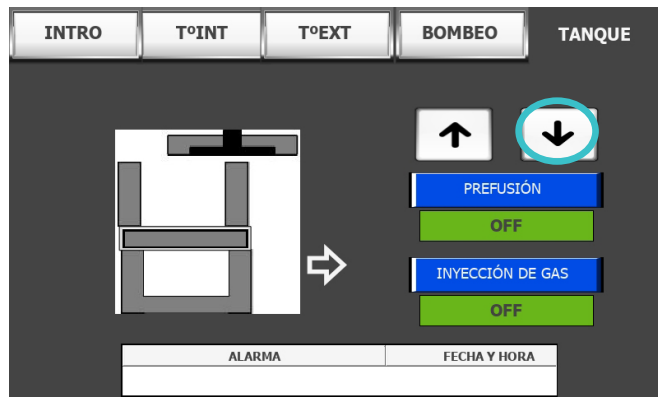 INTRO TºINT TºEXT BOMBEO TANQUE
PREFUSIÓN
OFF
INYECCIÓN DE GAS
OFF
ALARMA FECHA Y HORA